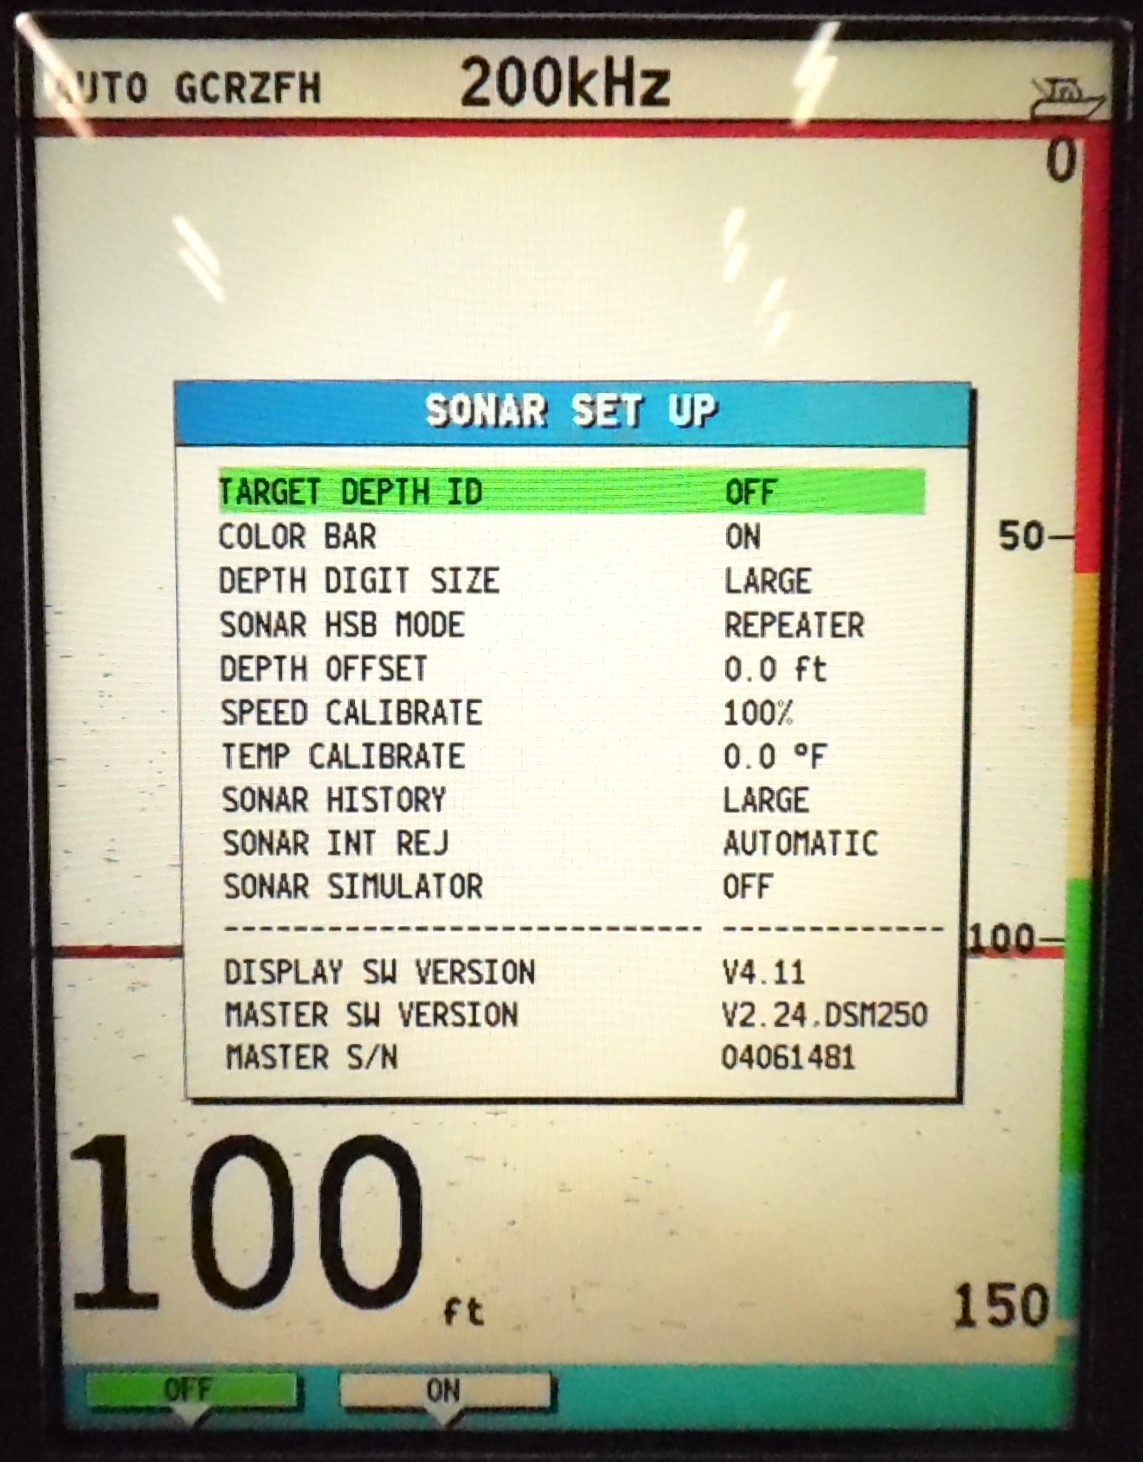 AUTO GCRZFH 200kHz
0
SONAR SET UP
TARGET DEPTH ID OFF
COLOR BAR ON
50
DEPTH DIGIT SIZE LARGE
SONAR HSB MODE REPEATER
DEPTH OFFSET 0.0 ft
SPEED CALIBRATE 100%
TEMP CALIBRATE 0.0 °F
SONAR HISTORY LARGE
SONAR INT REJ AUTOMATIC
SONAR SIMULATOR OFF
100
DISPLAY SW VERSION V4.11
MASTER SW VERSION V2.24,DSM250
MASTER S/N 04061481
100 ft
150
OFF ON